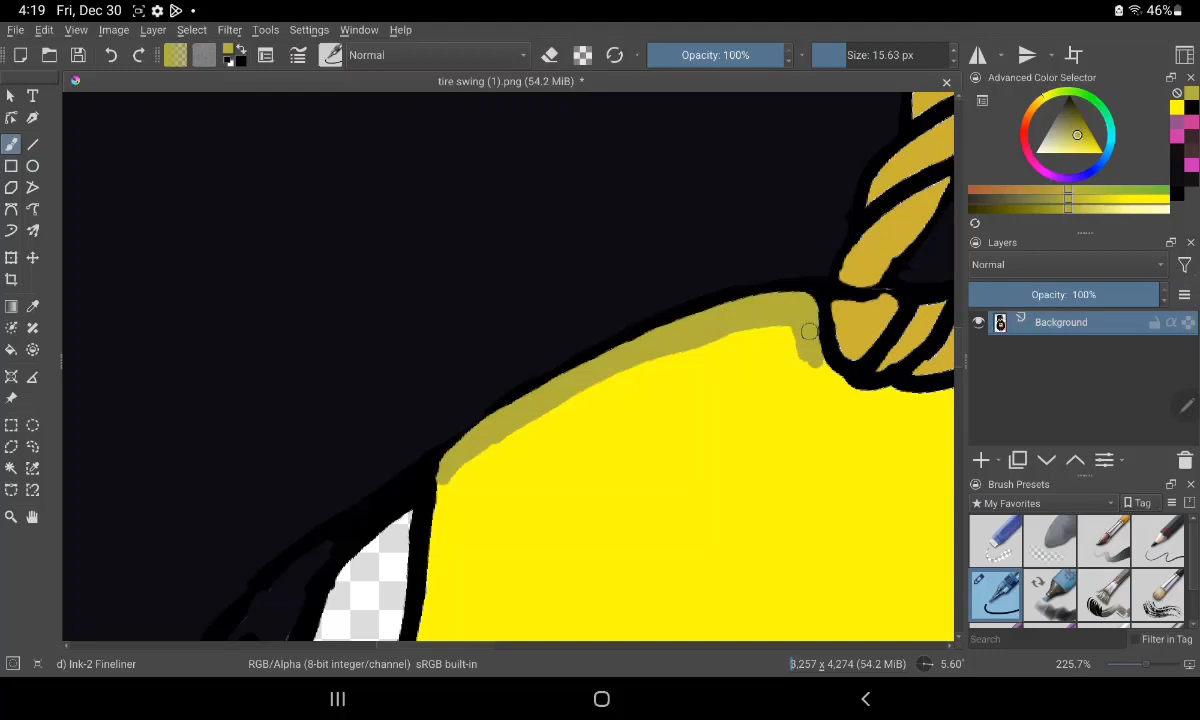 4:19 Fri, Dec 30 46%
File Edit View Image Layer Select Filter Tools Settings Window Help
Normal Opacity: 100% Size: 15.63 px
tire swing (1).png (54.2 MiB) *
Advanced Color Selector
Layers
Normal
Opacity: 100%
Background
Brush Presets
My Favorites Tag
Search Filter in Tag
d) Ink-2 Fineliner RGB/Alpha (8-bit integer/channel) sRGB built-in 3,257 x 4,274 (54.2 MiB) 5.60° 225.7%